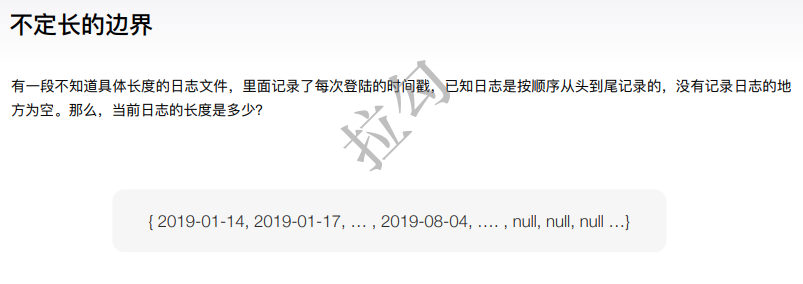 不定长的边界
有一段不知道具体长度的日志文件，里面记录了每次登陆的时间戳，已知日志是按顺序从头到尾记录的，没有记录日志的地
方为空。那么，当前日志的长度是多少？
拉勾
{ 2019-01-14, 2019-01-17, … , 2019-08-04, …. , null, null, null …}